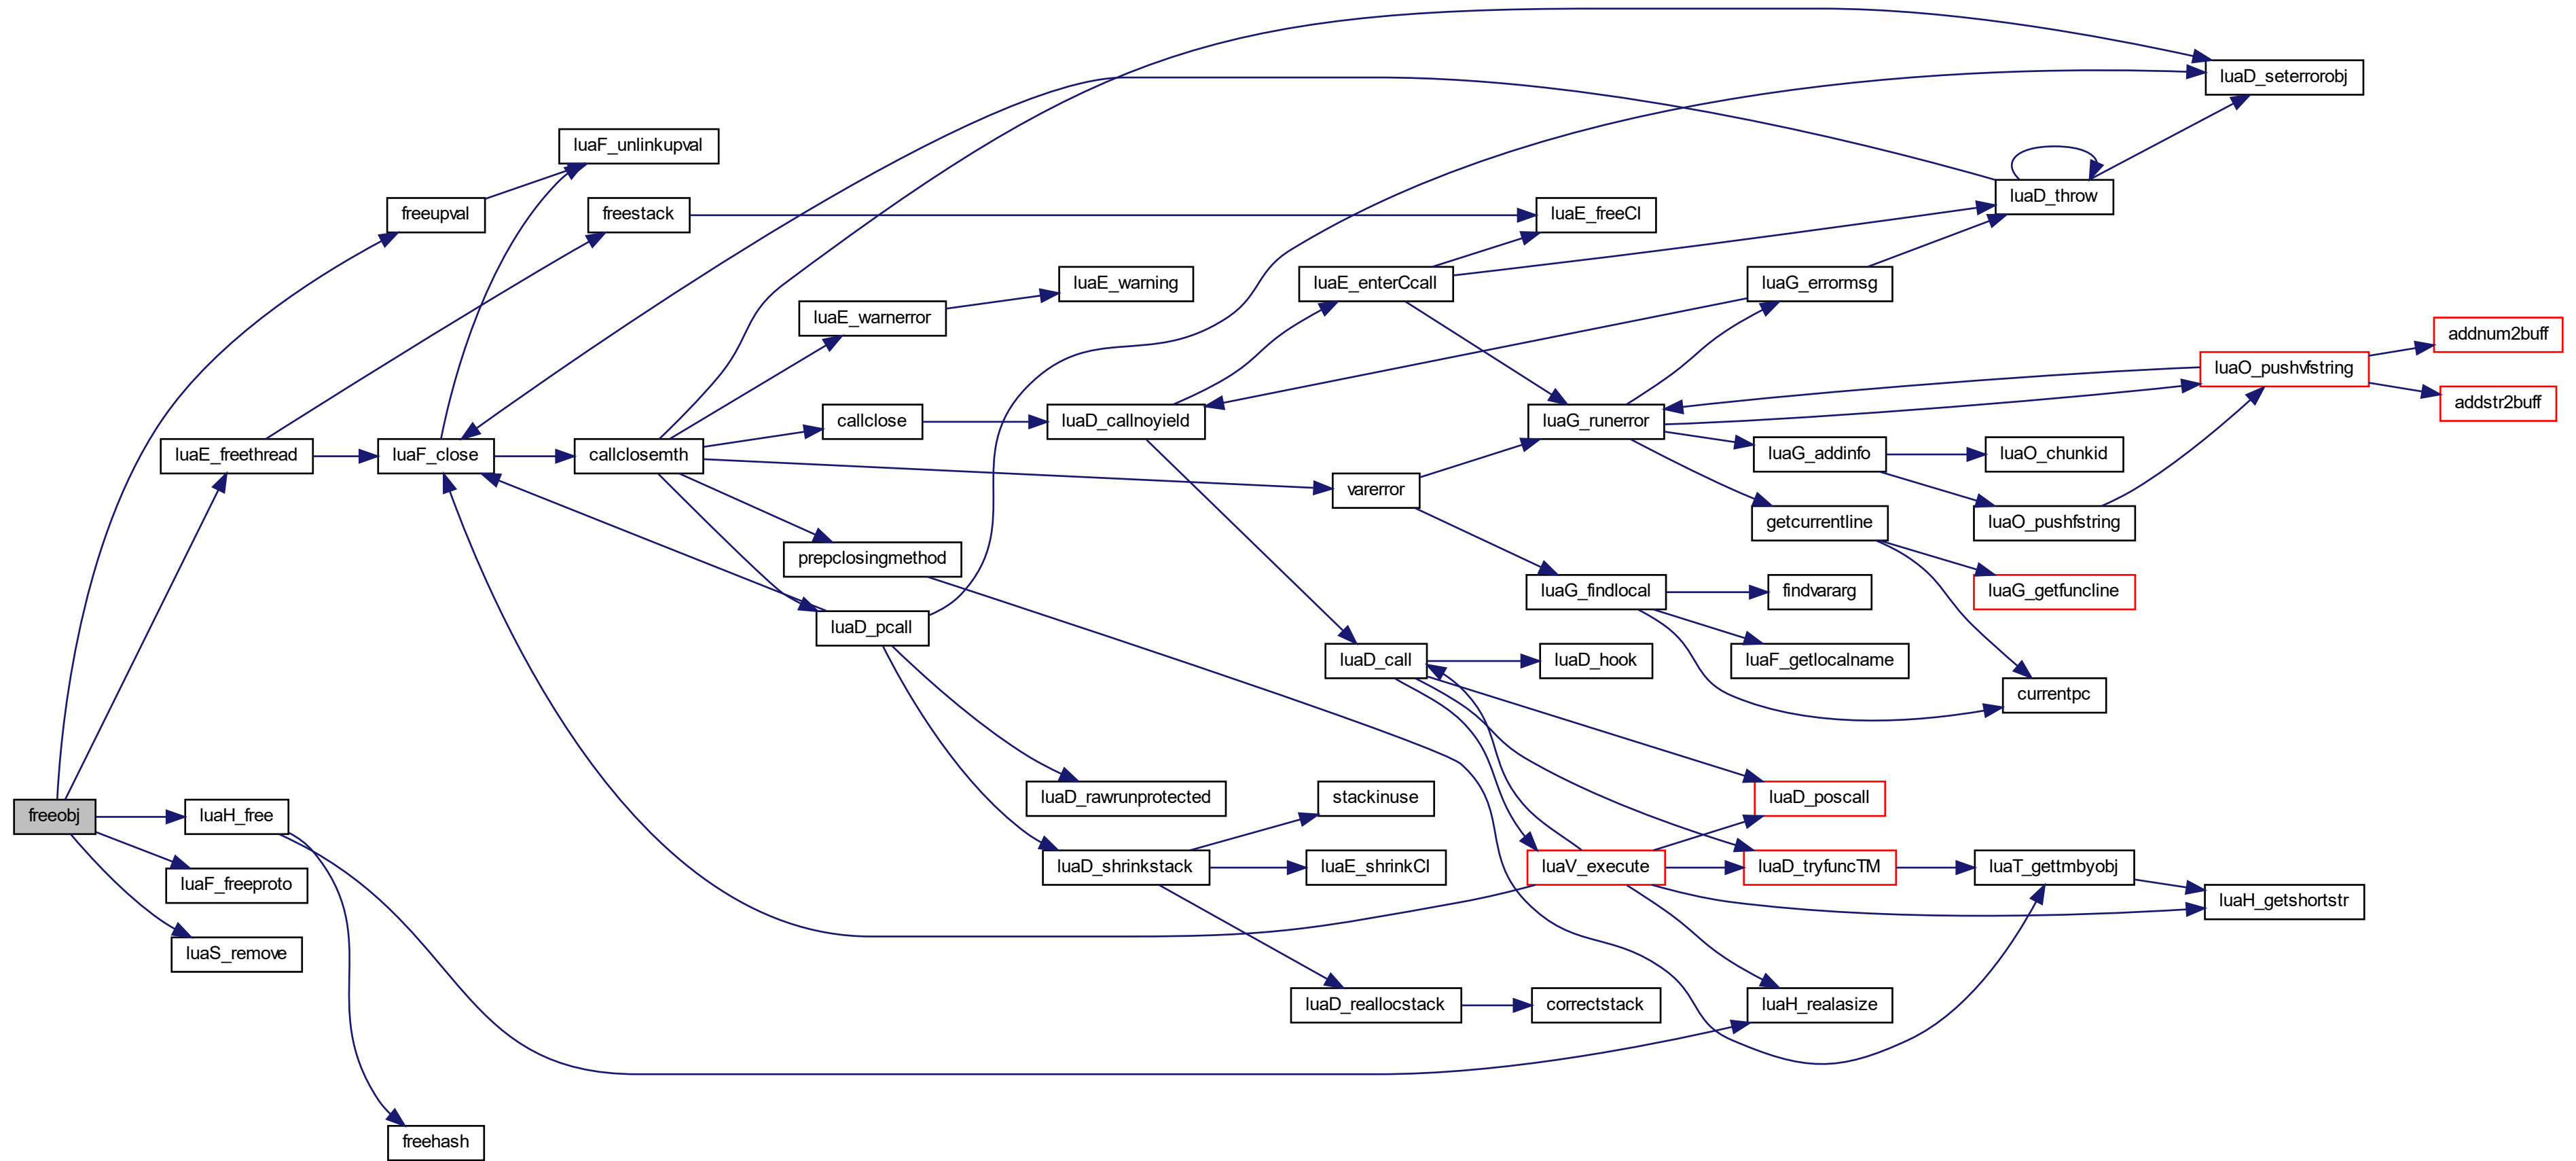 luaD_seterrorobj
luaF_unlinkupval
luaD_throw
freeupval
freestack
luaE_freeCI
luaE_warning
luaE_enterCcall
luaG_errormsg
luaE_warnerror
addnum2buff
luaO_pushvfstring
addstr2buff
callclose
luaD_callnoyield
luaG_runerror
luaE_freethread
luaF_close
callclosemth
luaG_addinfo
luaO_chunkid
varerror
getcurrentline
luaO_pushfstring
prepclosingmethod
luaG_findlocal
findvararg
luaG_getfuncline
luaD_pcall
luaD_call
luaD_hook
luaF_getlocalname
currentpc
luaD_rawrunprotected
stackinuse
luaD_poscall
freeobj
luaH_free
luaD_shrinkstack
luaE_shrinkCI
luaV_execute
luaD_tryfuncTM
luaT_gettmbyobj
luaF_freeproto
luaH_getshortstr
luaS_remove
luaD_reallocstack
correctstack
luaH_realasize
freehash